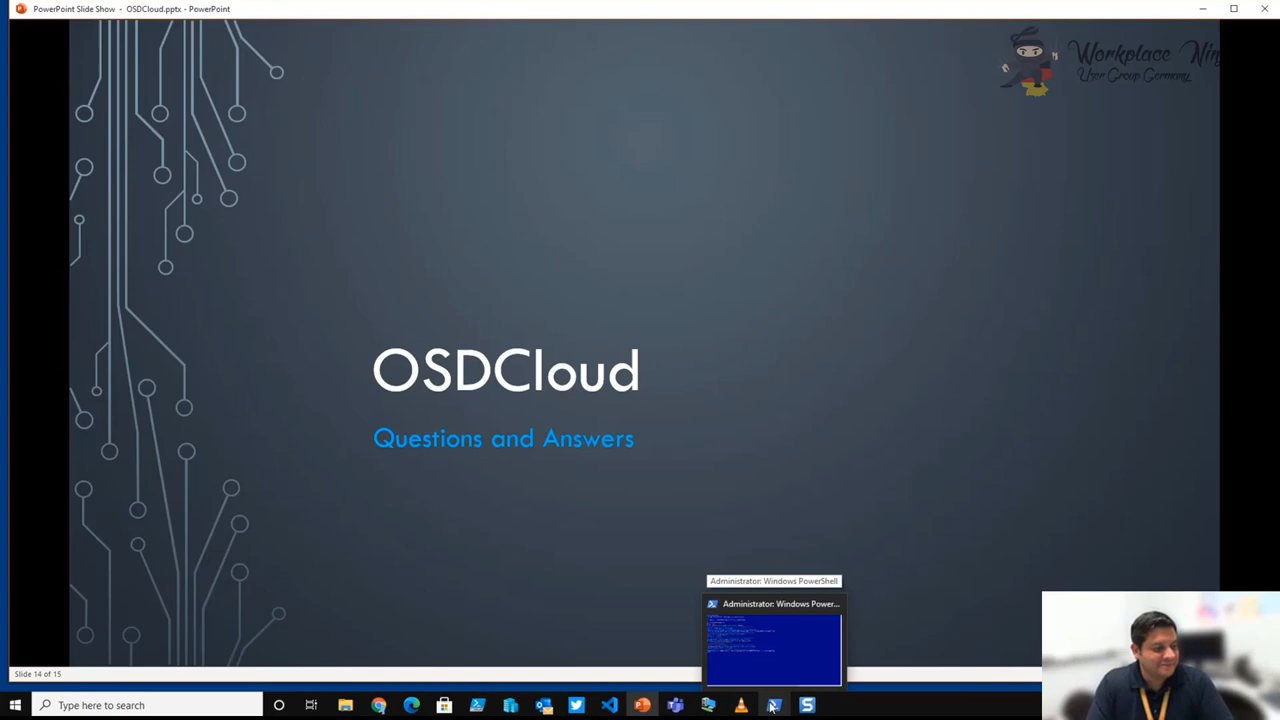 PowerPoint Slide Show - OSDCloud.pptx - PowerPoint
Workplace
User Group Germany
OSDCloud
Questions and Answers
Administrator: Windows PowerShell
Administrator: Windows Power...
Slide 14 of 15
Type here to search